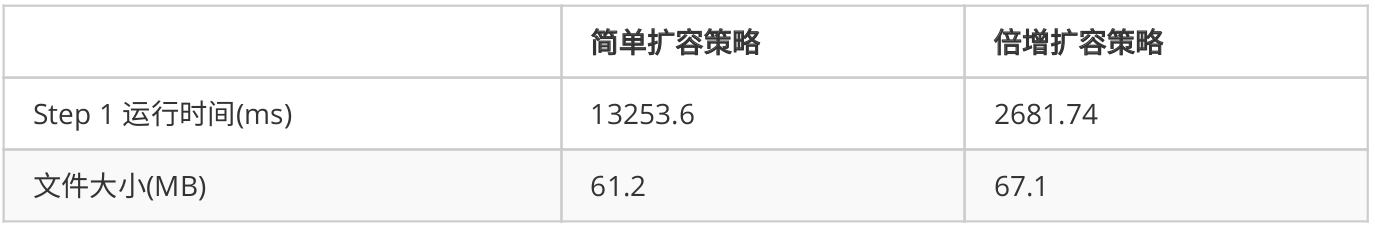 简单扩容策略 倍增扩容策略
Step 1 运行时间(ms) 13253.6 2681.74
文件大小(MB) 61.2 67.1